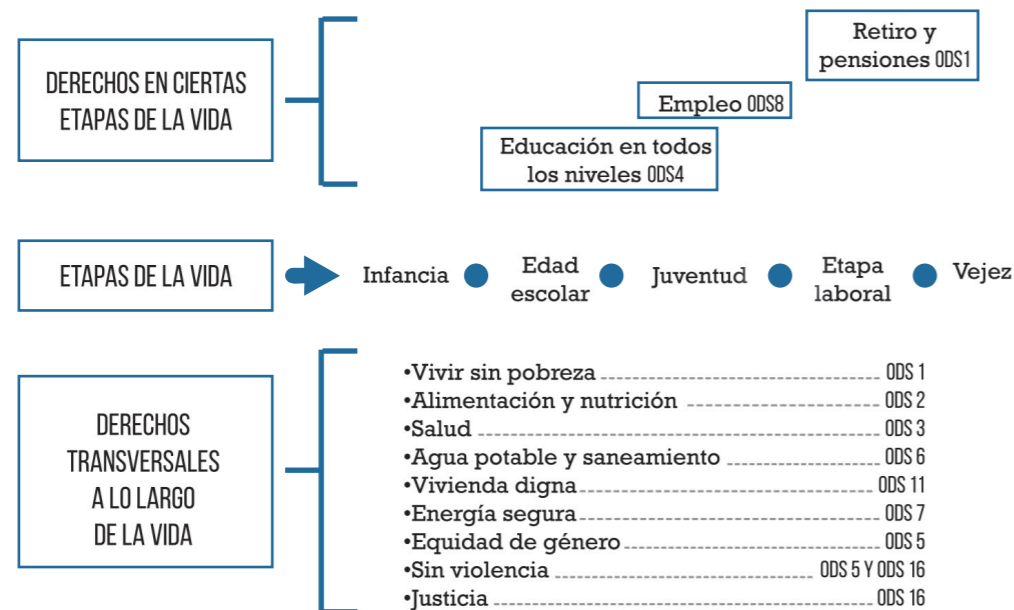 DERECHOS EN CIERTAS
ETAPAS DE LA VIDA
Retiro y
pensiones ODS1
Empleo ODS8
Educación en todos
los niveles ODS4
ETAPAS DE LA VIDA
Infancia
Edad
escolar
Juventud
Etapa
laboral
Vejez
DERECHOS
TRANSVERSALES
A LO LARGO
DE LA VIDA
•Vivir sin pobreza ODS 1
•Alimentación y nutrición ODS 2
•Salud ODS 3
•Agua potable y saneamiento ODS 6
•Vivienda digna ODS 11
•Energía segura ODS 7
•Equidad de género ODS 5
•Sin violencia ODS 5 Y ODS 16
•Justicia ODS 16